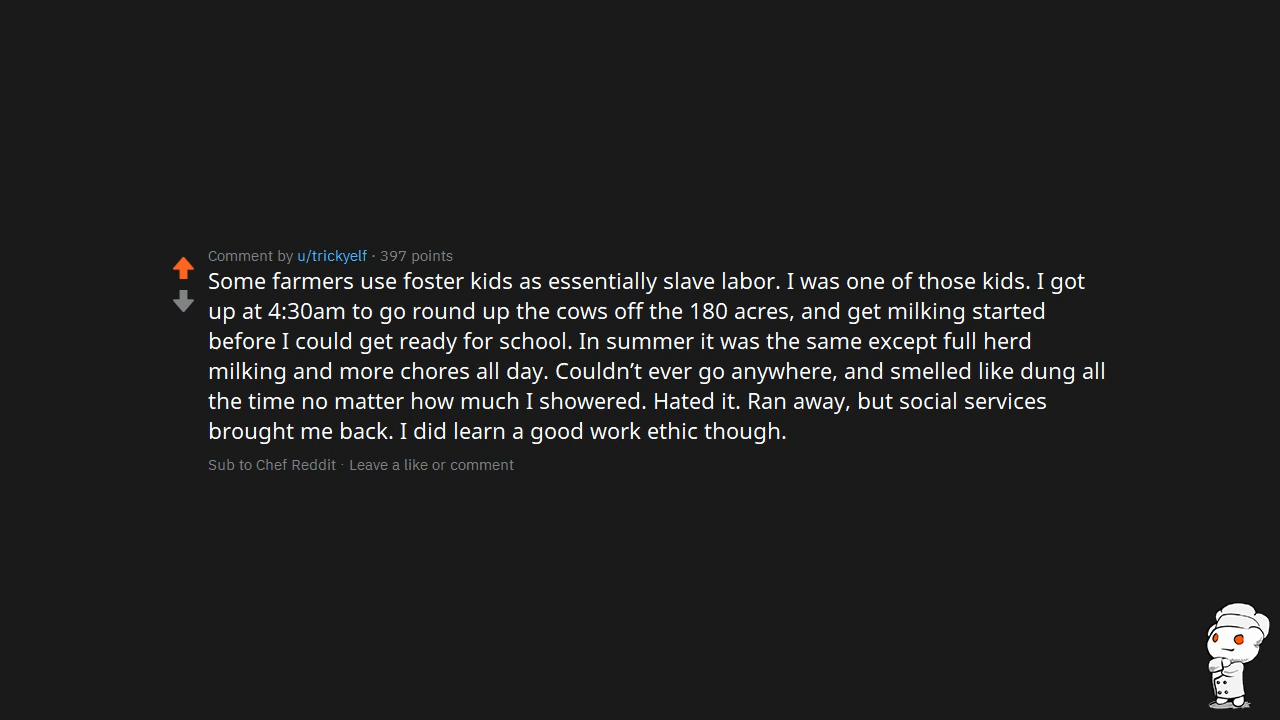 Comment by u/trickyelf · 397 points
Some farmers use foster kids as essentially slave labor. I was one of those kids. I got
up at 4:30am to go round up the cows off the 180 acres, and get milking started
before I could get ready for school. In summer it was the same except full herd
milking and more chores all day. Couldn’t ever go anywhere, and smelled like dung all
the time no matter how much I showered. Hated it. Ran away, but social services
brought me back. I did learn a good work ethic though.
Sub to Chef Reddit · Leave a like or comment